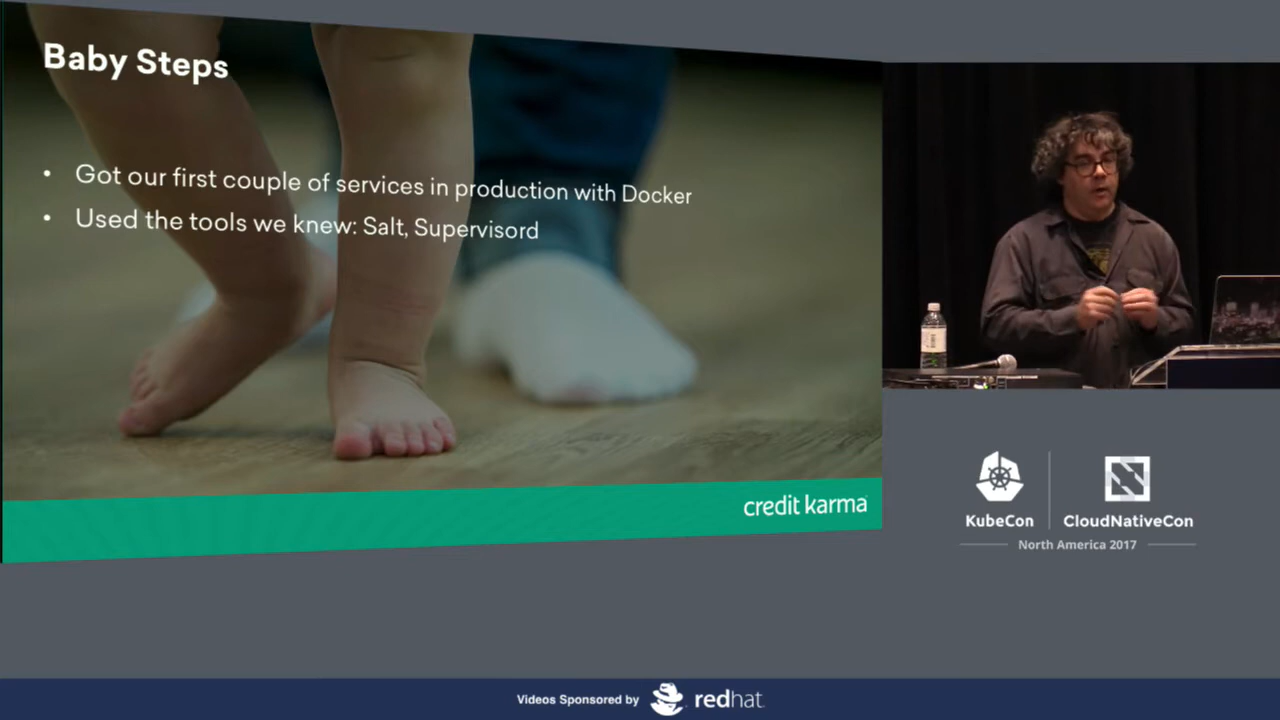 Baby Steps
• Got our first couple of services in production with Docker
• Used the tools we knew: Salt, Supervisord
credit karma
KubeCon
CloudNativeCon
North America 2017
Videos Sponsored by
redhat